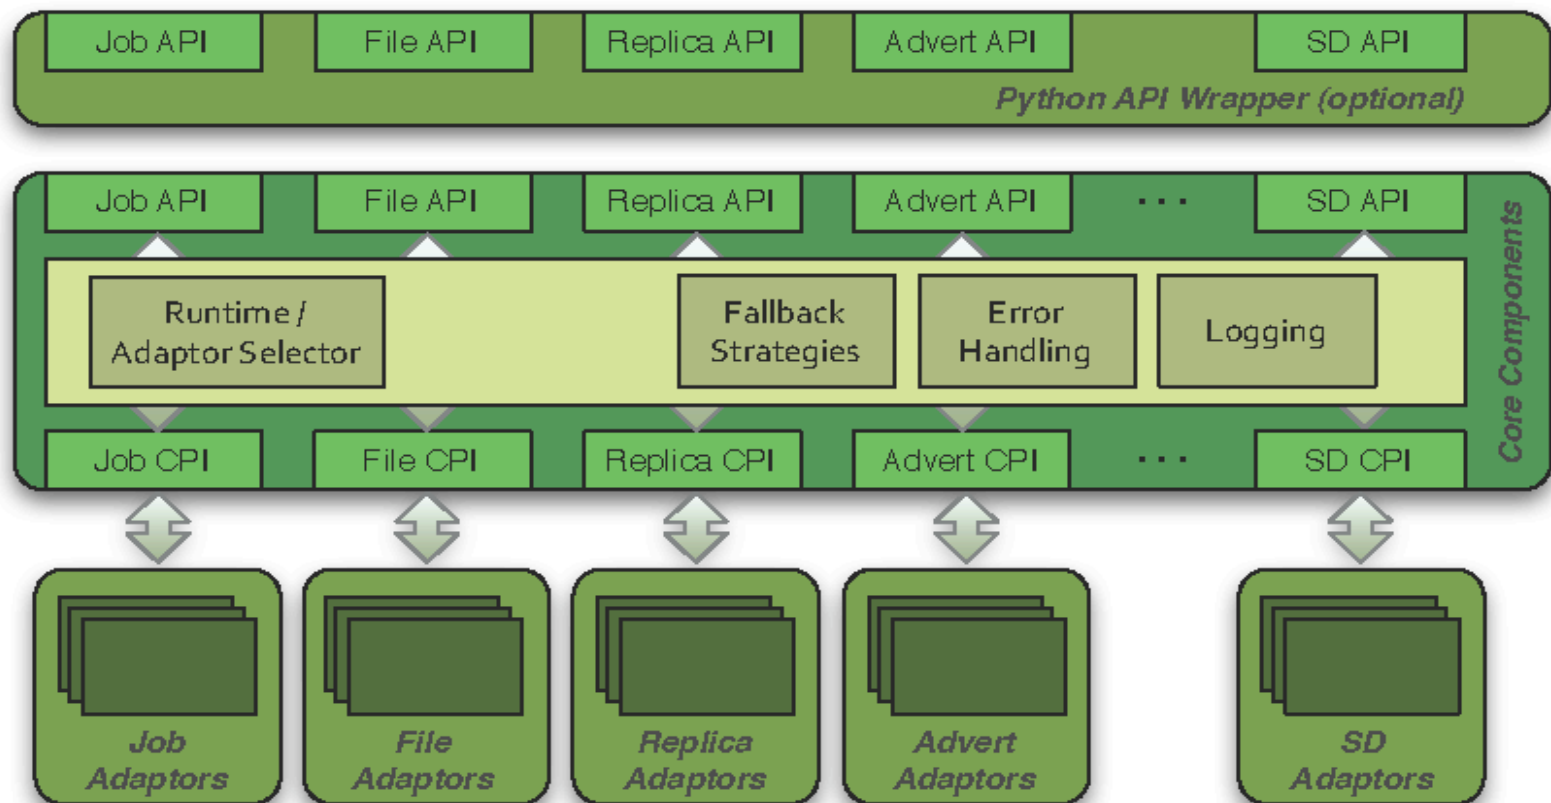 Job API
File API
Replica API
Advert API
SD API
Python API Wrapper (optional)
Job API
File API
Replica API
Advert API
...
SD API
Core Components
Runtime /
Adaptor Selector
Fallback
Strategies
Error
Handling
Logging
Job CPI
File CPI
Replica CPI
Advert CPI
...
SD CPI
Job
Adaptors
File
Adaptors
Replica
Adaptors
Advert
Adaptors
SD
Adaptors